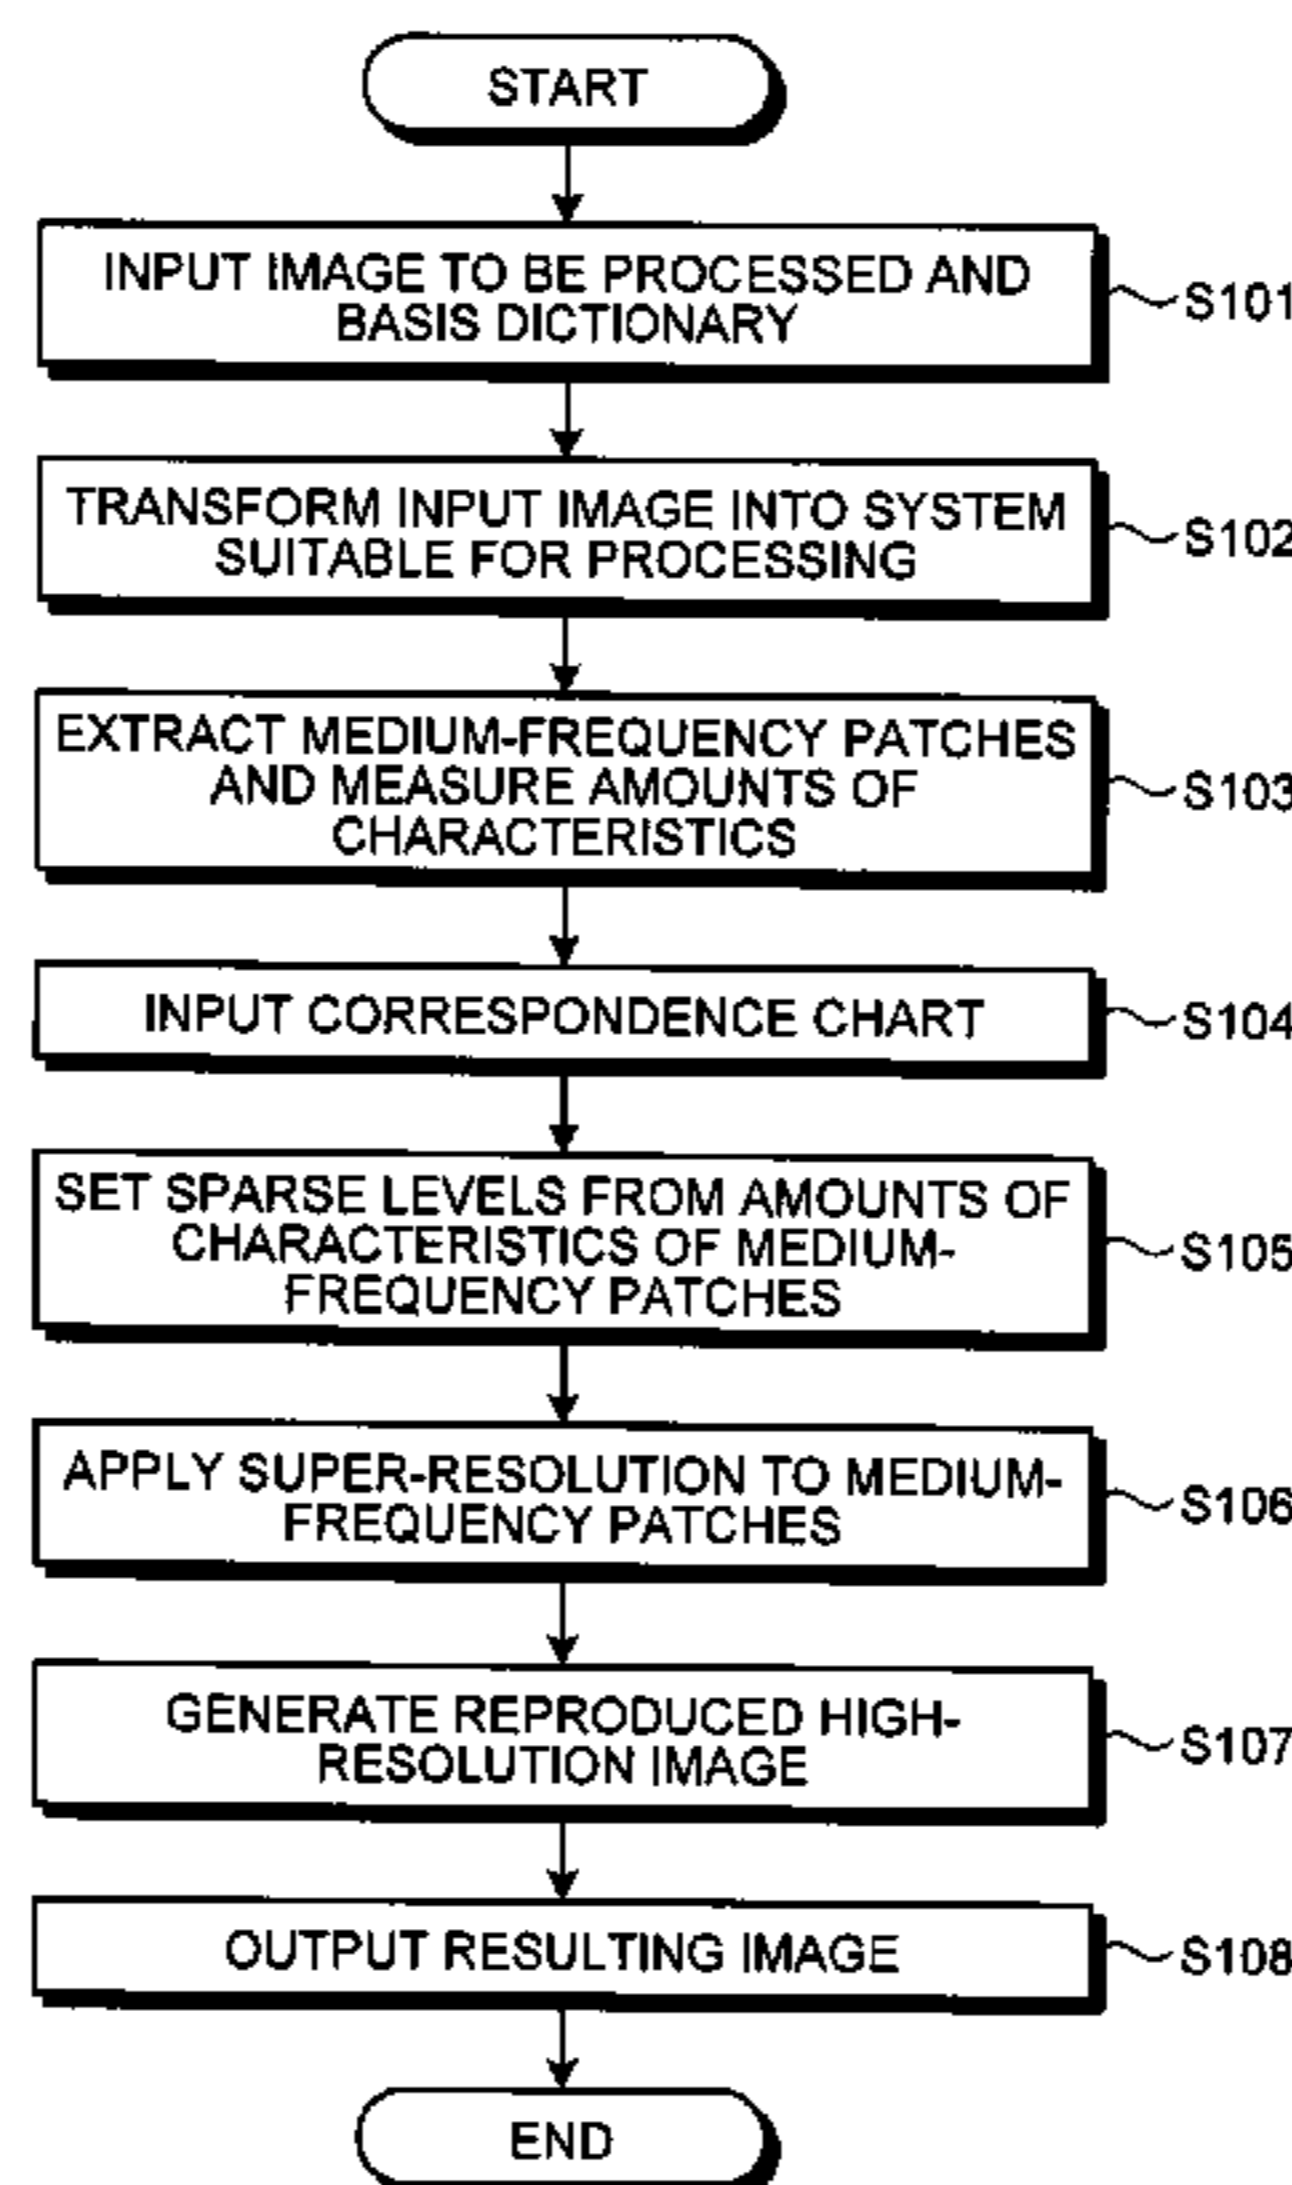 START
INPUT IMAGE TO BE PROCESSED AND
BASIS DICTIONARY
S101
TRANSFORM INPUT IMAGE INTO SYSTEM
SUITABLE FOR PROCESSING
S102
EXTRACT MEDIUM-FREQUENCY PATCHES
AND MEASURE AMOUNTS OF
CHARACTERISTICS
S103
INPUT CORRESPONDENCE CHART
S104
SET SPARSE LEVELS FROM AMOUNTS OF
CHARACTERISTICS OF MEDIUM-
FREQUENCY PATCHES
S105
APPLY SUPER-RESOLUTION TO MEDIUM-
FREQUENCY PATCHES
S106
GENERATE REPRODUCED HIGH-
RESOLUTION IMAGE
S107
OUTPUT RESULTING IMAGE
S108
END